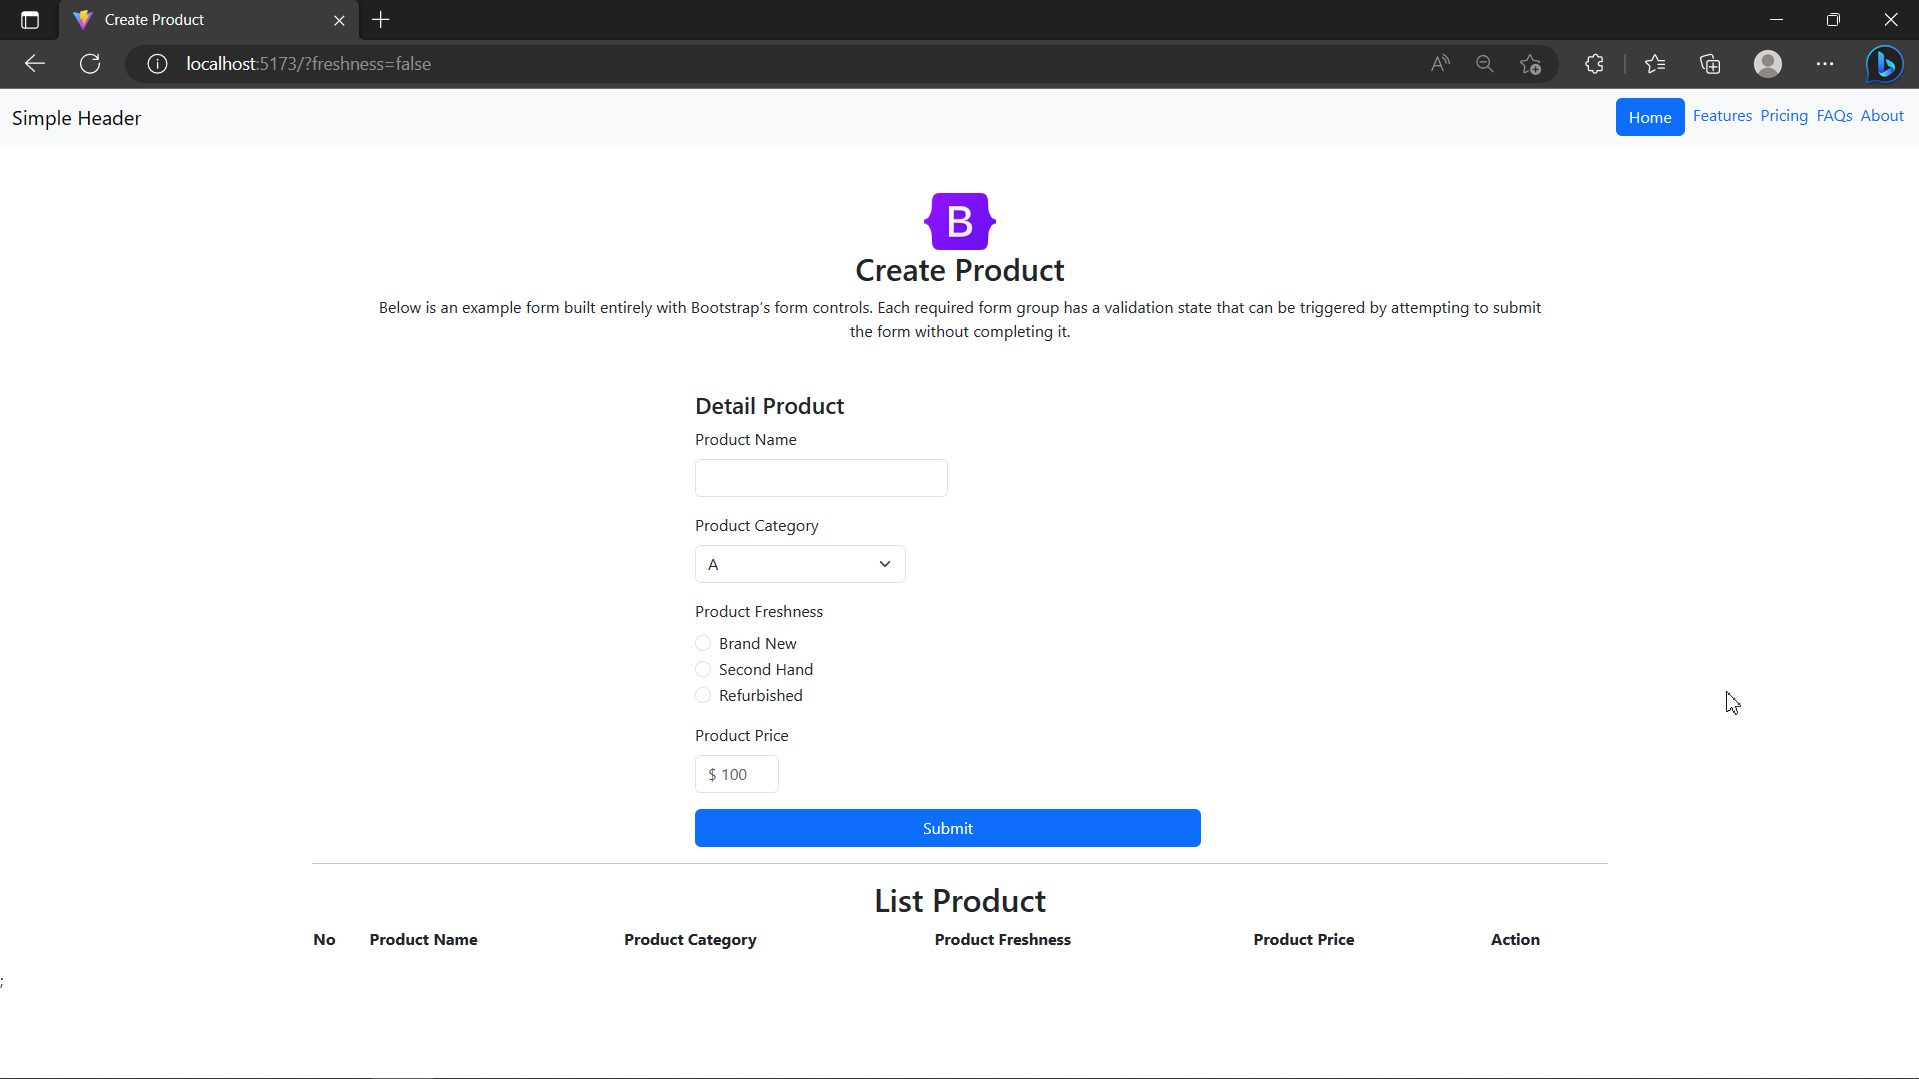 Create Product
localhost:5173/?freshness=false
Simple Header
Home Features Pricing FAQs About
B
Create Product
Below is an example form built entirely with Bootstrap's form controls. Each required form group has a validation state that can be triggered by attempting to submit
the form without completing it.
Detail Product
Product Name
Product Category
A
Product Freshness
Brand New
Second Hand
Refurbished
Product Price
$ 100
Submit
List Product
No Product Name Product Category Product Freshness Product Price Action
;